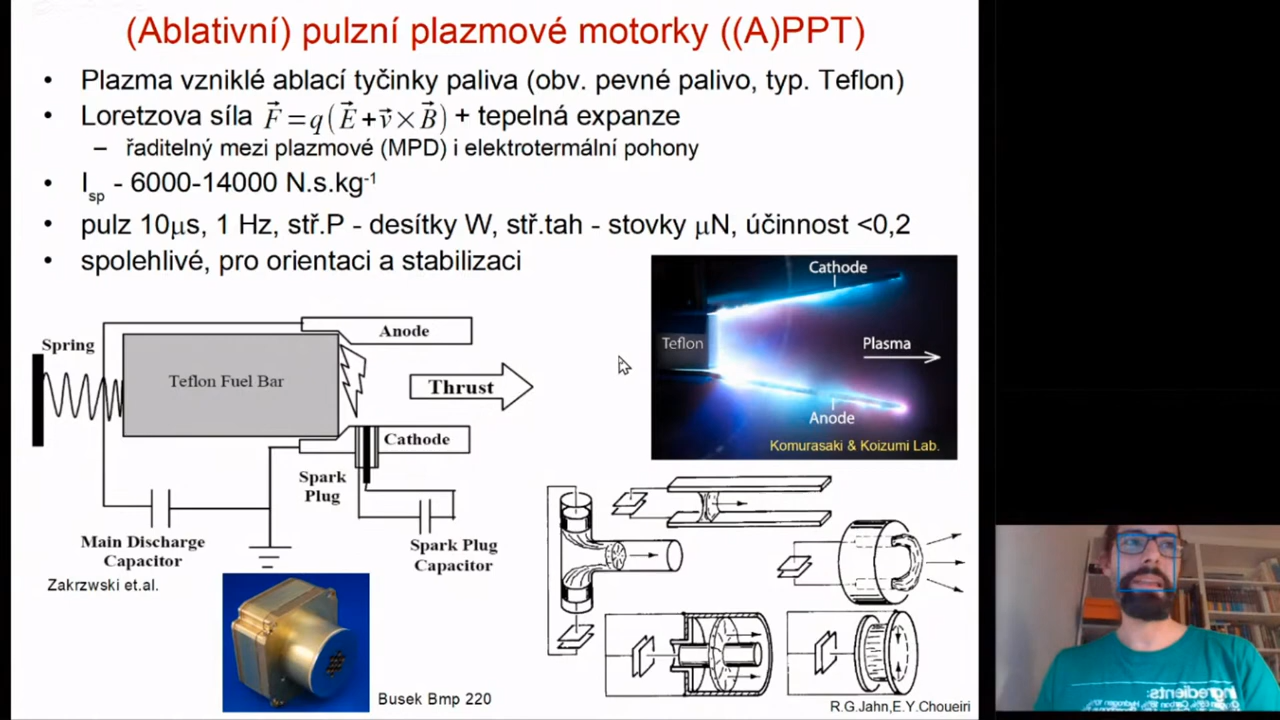 (Ablativní) pulzní plazmové motorky ((A)PPT)
• Plazma vzniklé ablací tyčinky paliva (obv. pevné palivo, typ. Teflon)
• Loretzova síla F⃗=q(E⃗+v⃗×B⃗) + tepelná expanze
– řaditelný mezi plazmové (MPD) i elektrotermální pohony
• Isp - 6000-14000 N.s.kg-1
• pulz 10μs, 1 Hz, stř.P - desítky W, stř.tah - stovky μN, účinnost <0,2
• spolehlivé, pro orientaci a stabilizaci
Spring
Teflon Fuel Bar
Anode
Thrust
Cathode
Spark
Plug
Main Discharge
Capacitor
Spark Plug
Capacitor
Zakrzwski et.al.
Cathode
Teflon
Plasma
Anode
Komurasaki & Koizumi Lab.
Busek Bmp 220
R.G.Jahn,E.Y.Choueiri
Ingredients: